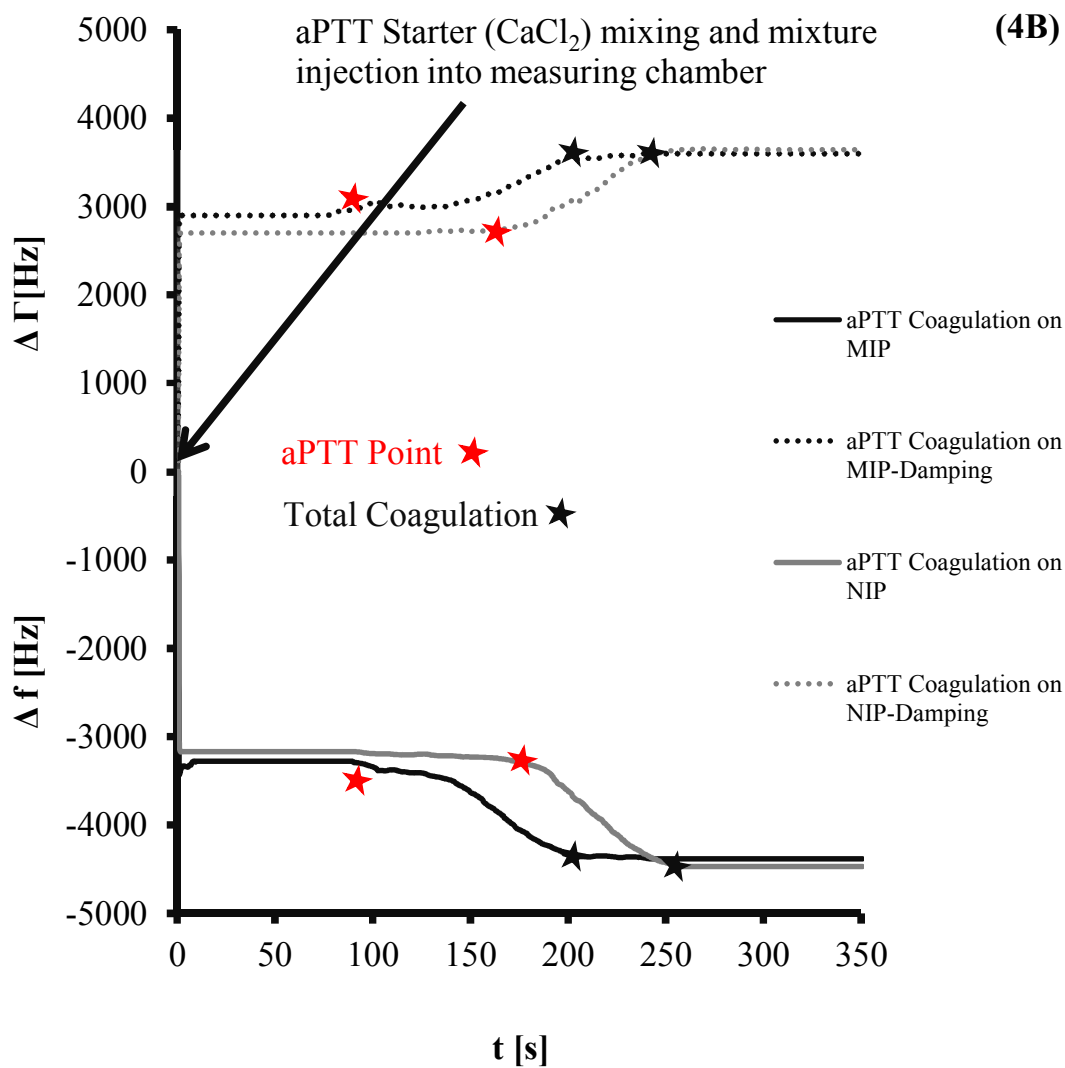 (4B)
aPTT Starter (CaCl₂) mixing and mixture
injection into measuring chamber
5000
4000
3000
2000
1000
0
-1000
-2000
-3000
-4000
-5000
Δ Γ [Hz]
Δ f [Hz]
aPTT Point
Total Coagulation
aPTT Coagulation on
MIP
aPTT Coagulation on
MIP-Damping
aPTT Coagulation on
NIP
aPTT Coagulation on
NIP-Damping
0 50 100 150 200 250 300 350
t [s]